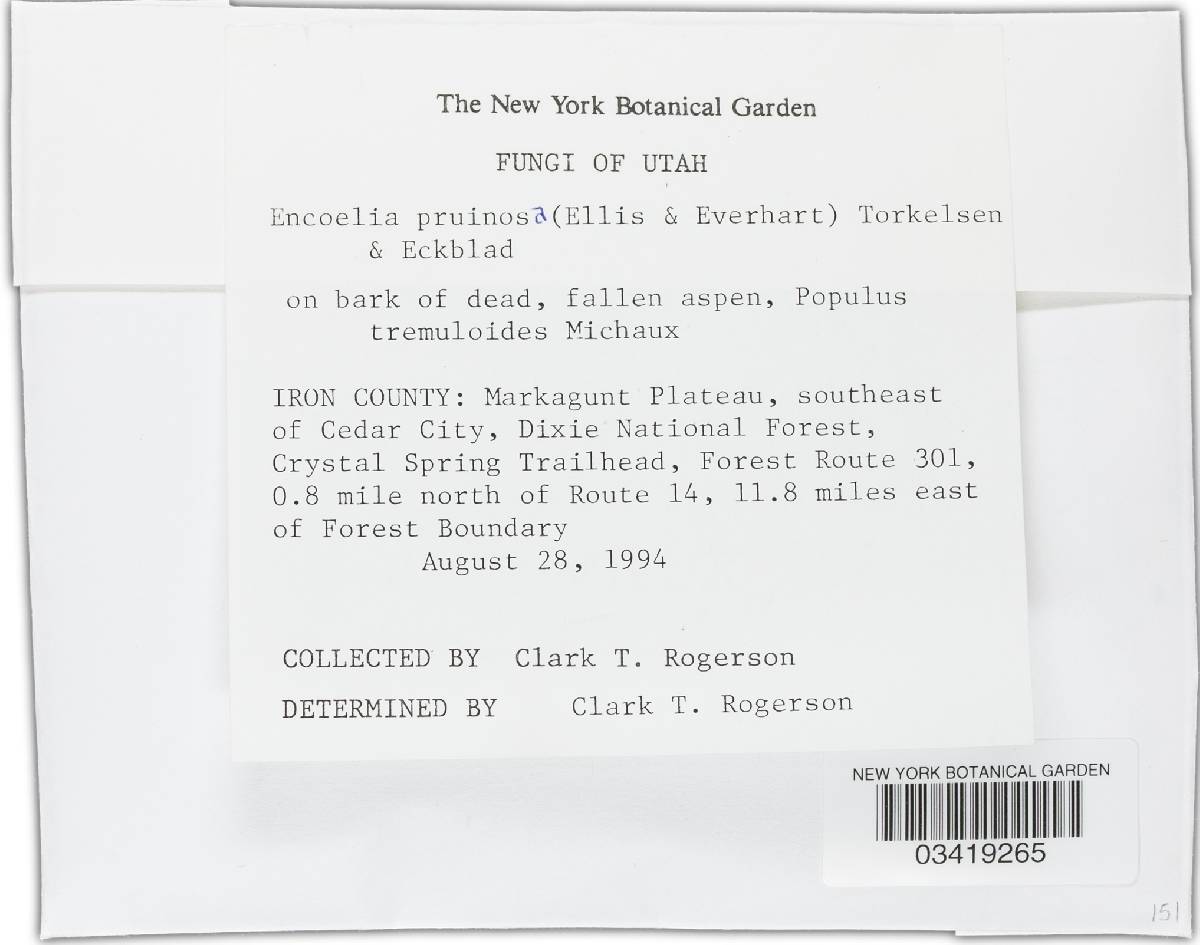 The New York Botanical Garden
FUNGI OF UTAH
Encoelia pruinosa (Ellis & Everhart) Torkelsen
& Eckblad
on bark of dead, fallen aspen, Populus
tremuloides Michaux
IRON COUNTY: Markagunt Plateau, southeast
of Cedar City, Dixie National Forest,
Crystal Spring Trailhead, Forest Route 301,
0.8 mile north of Route 14, 11.8 miles east
of Forest Boundary
August 28, 1994
COLLECTED BY Clark T. Rogerson
DETERMINED BY Clark T. Rogerson
NEW YORK BOTANICAL GARDEN
03419265
151